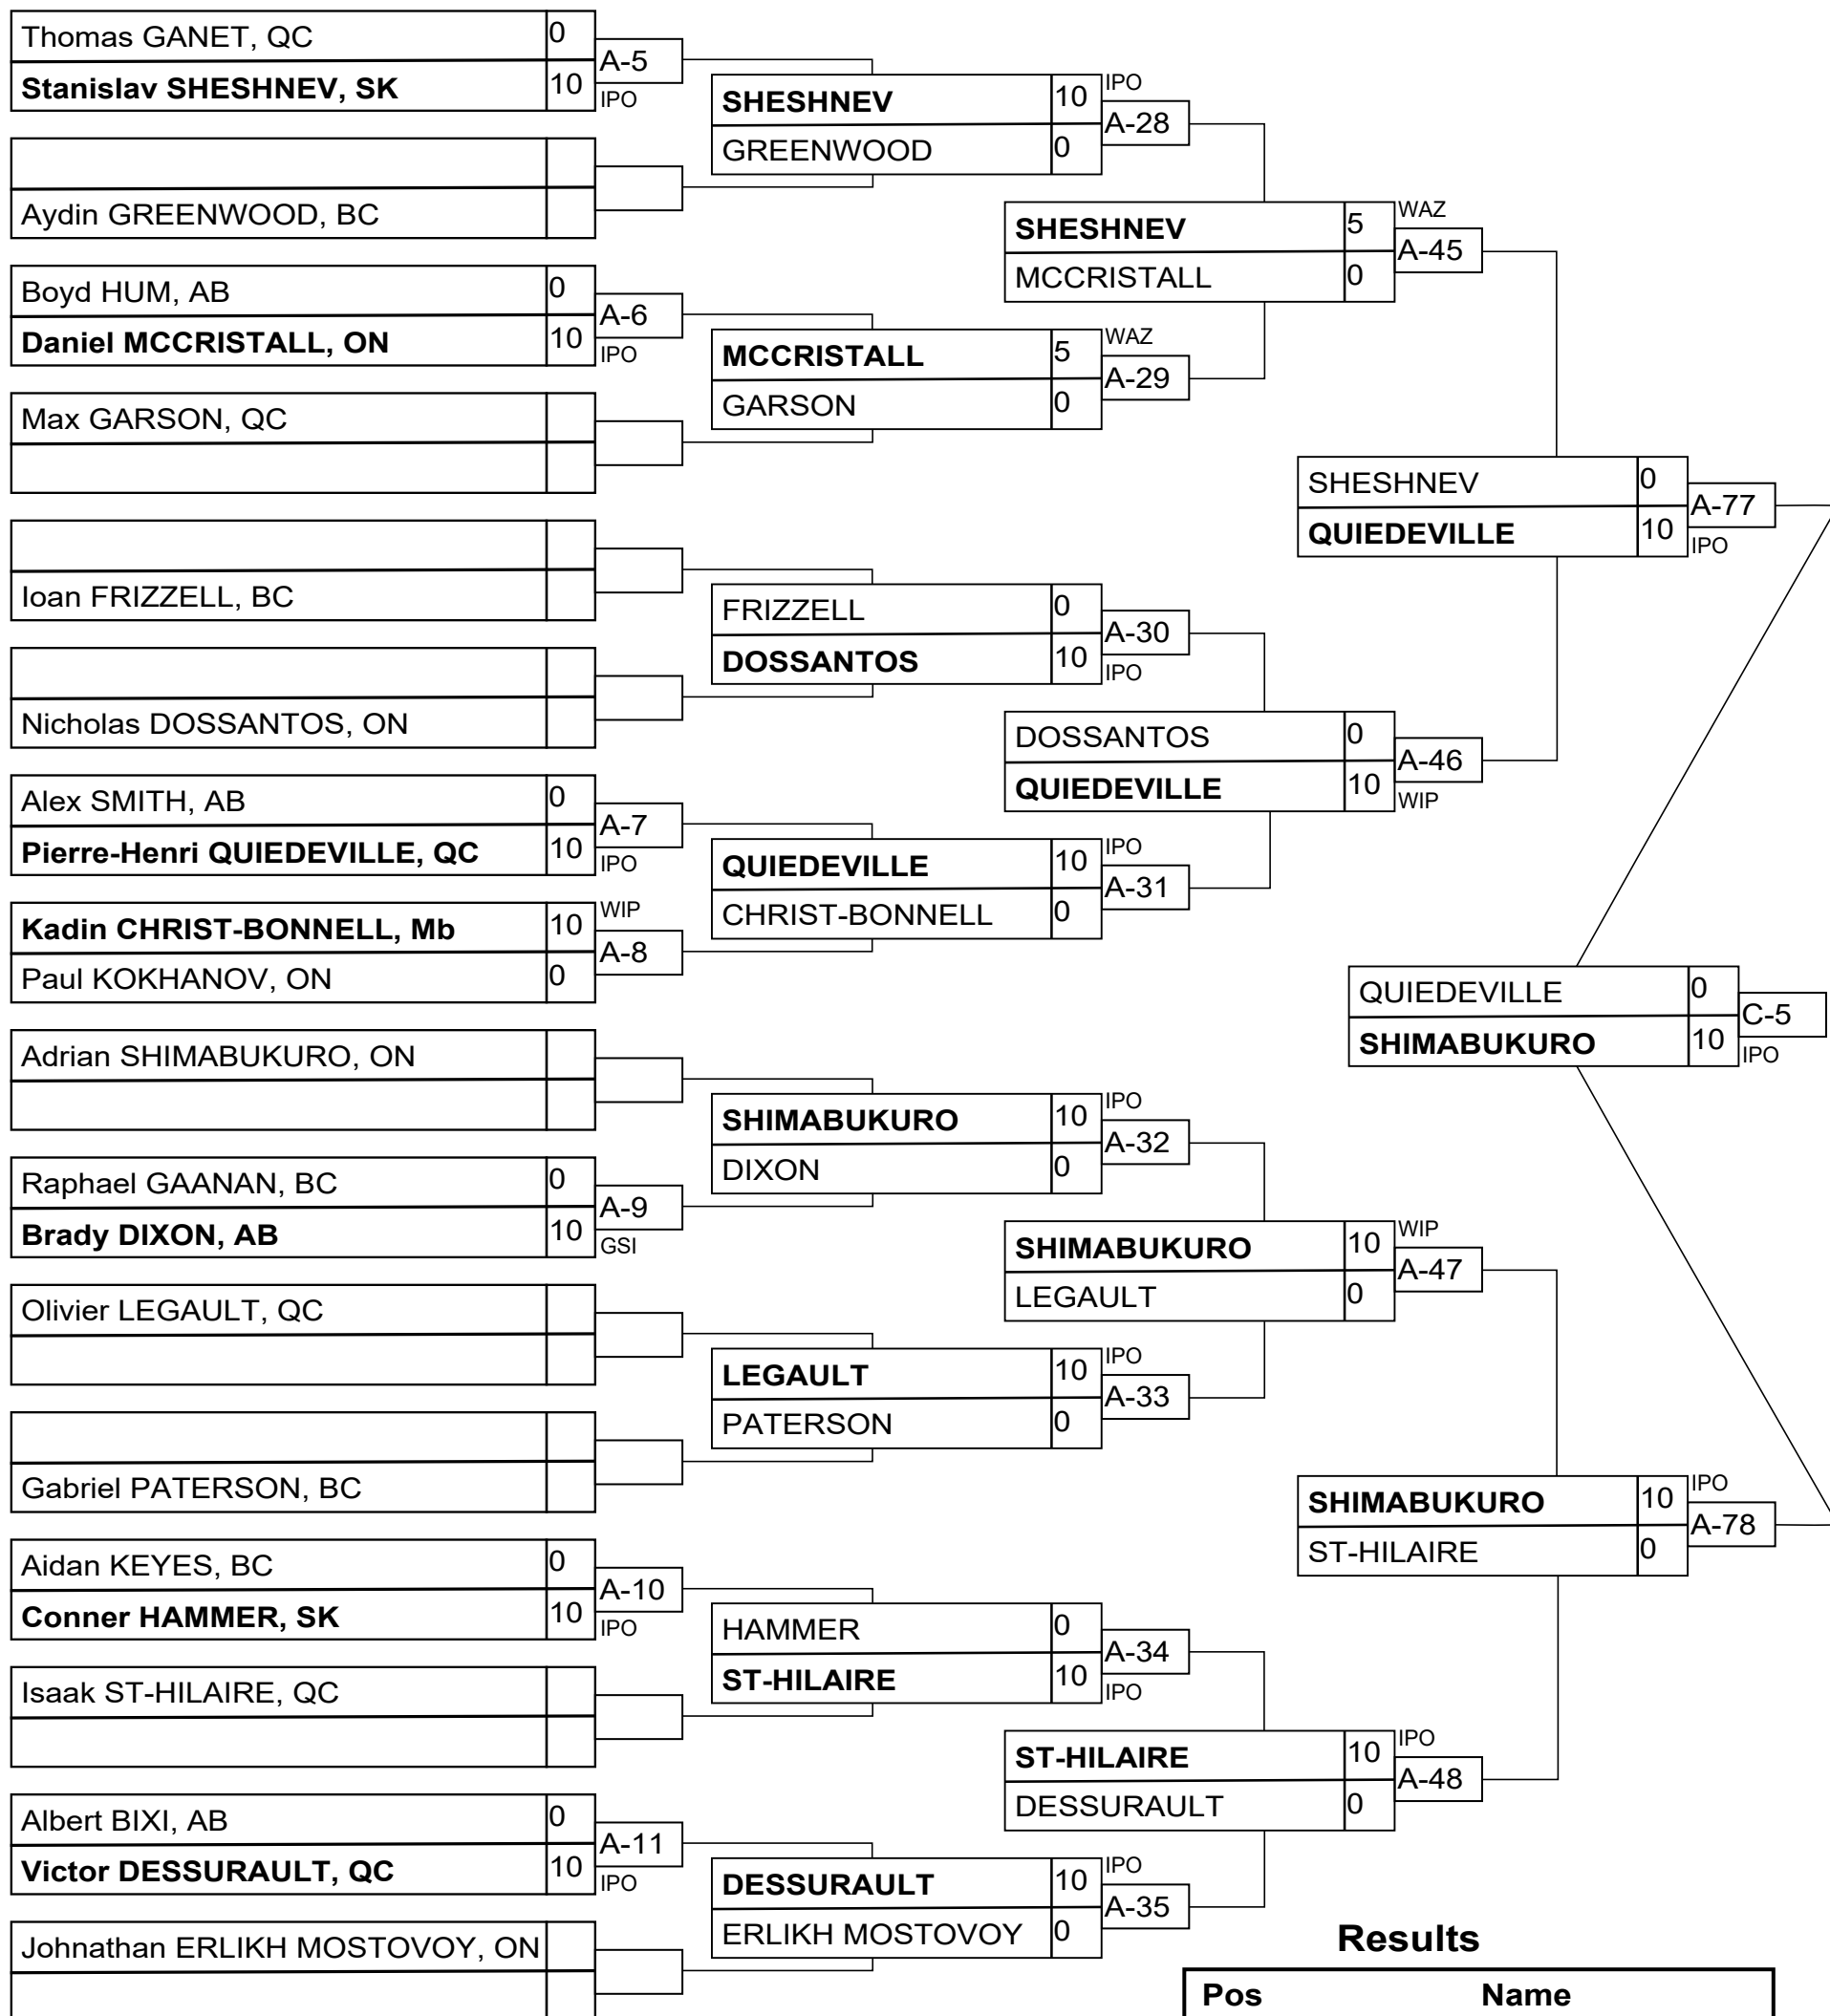 Thomas GANET, QC 0
A-5
Stanislav SHESHNEV, SK 10
IPO
Aydin GREENWOOD, BC
Boyd HUM, AB 0
A-6
Daniel MCCRISTALL, ON 10
IPO
Max GARSON, QC
Ioan FRIZZELL, BC
Nicholas DOSSANTOS, ON
Alex SMITH, AB 0
A-7
Pierre-Henri QUIEDEVILLE, QC 10
IPO
Kadin CHRIST-BONNELL, Mb 10
WIP
A-8
Paul KOKHANOV, ON 0
Adrian SHIMABUKURO, ON
Raphael GAANAN, BC 0
A-9
Brady DIXON, AB 10
GSI
Olivier LEGAULT, QC
Gabriel PATERSON, BC
Aidan KEYES, BC 0
A-10
Conner HAMMER, SK 10
IPO
Isaak ST-HILAIRE, QC
Albert BIXI, AB 0
A-11
Victor DESSURAULT, QC 10
IPO
Johnathan ERLIKH MOSTOVOY, ON
SHESHNEV 10
IPO
A-28
GREENWOOD 0
MCCRISTALL 5
WAZ
A-29
GARSON 0
FRIZZELL 0
A-30
DOSSANTOS 10
IPO
QUIEDEVILLE 10
IPO
A-31
CHRIST-BONNELL 0
SHIMABUKURO 10
IPO
A-32
DIXON 0
LEGAULT 10
IPO
A-33
PATERSON 0
HAMMER 0
A-34
ST-HILAIRE 10
IPO
DESSURAULT 10
IPO
A-35
ERLIKH MOSTOVOY 0
SHESHNEV 5
WAZ
A-45
MCCRISTALL 0
DOSSANTOS 0
A-46
QUIEDEVILLE 10
WIP
SHIMABUKURO 10
WIP
A-47
LEGAULT 0
ST-HILAIRE 10
IPO
A-48
DESSURAULT 0
SHESHNEV 0
A-77
QUIEDEVILLE 10
IPO
SHIMABUKURO 10
IPO
A-78
ST-HILAIRE 0
QUIEDEVILLE 0
C-5
SHIMABUKURO 10
IPO
Results
Pos Name